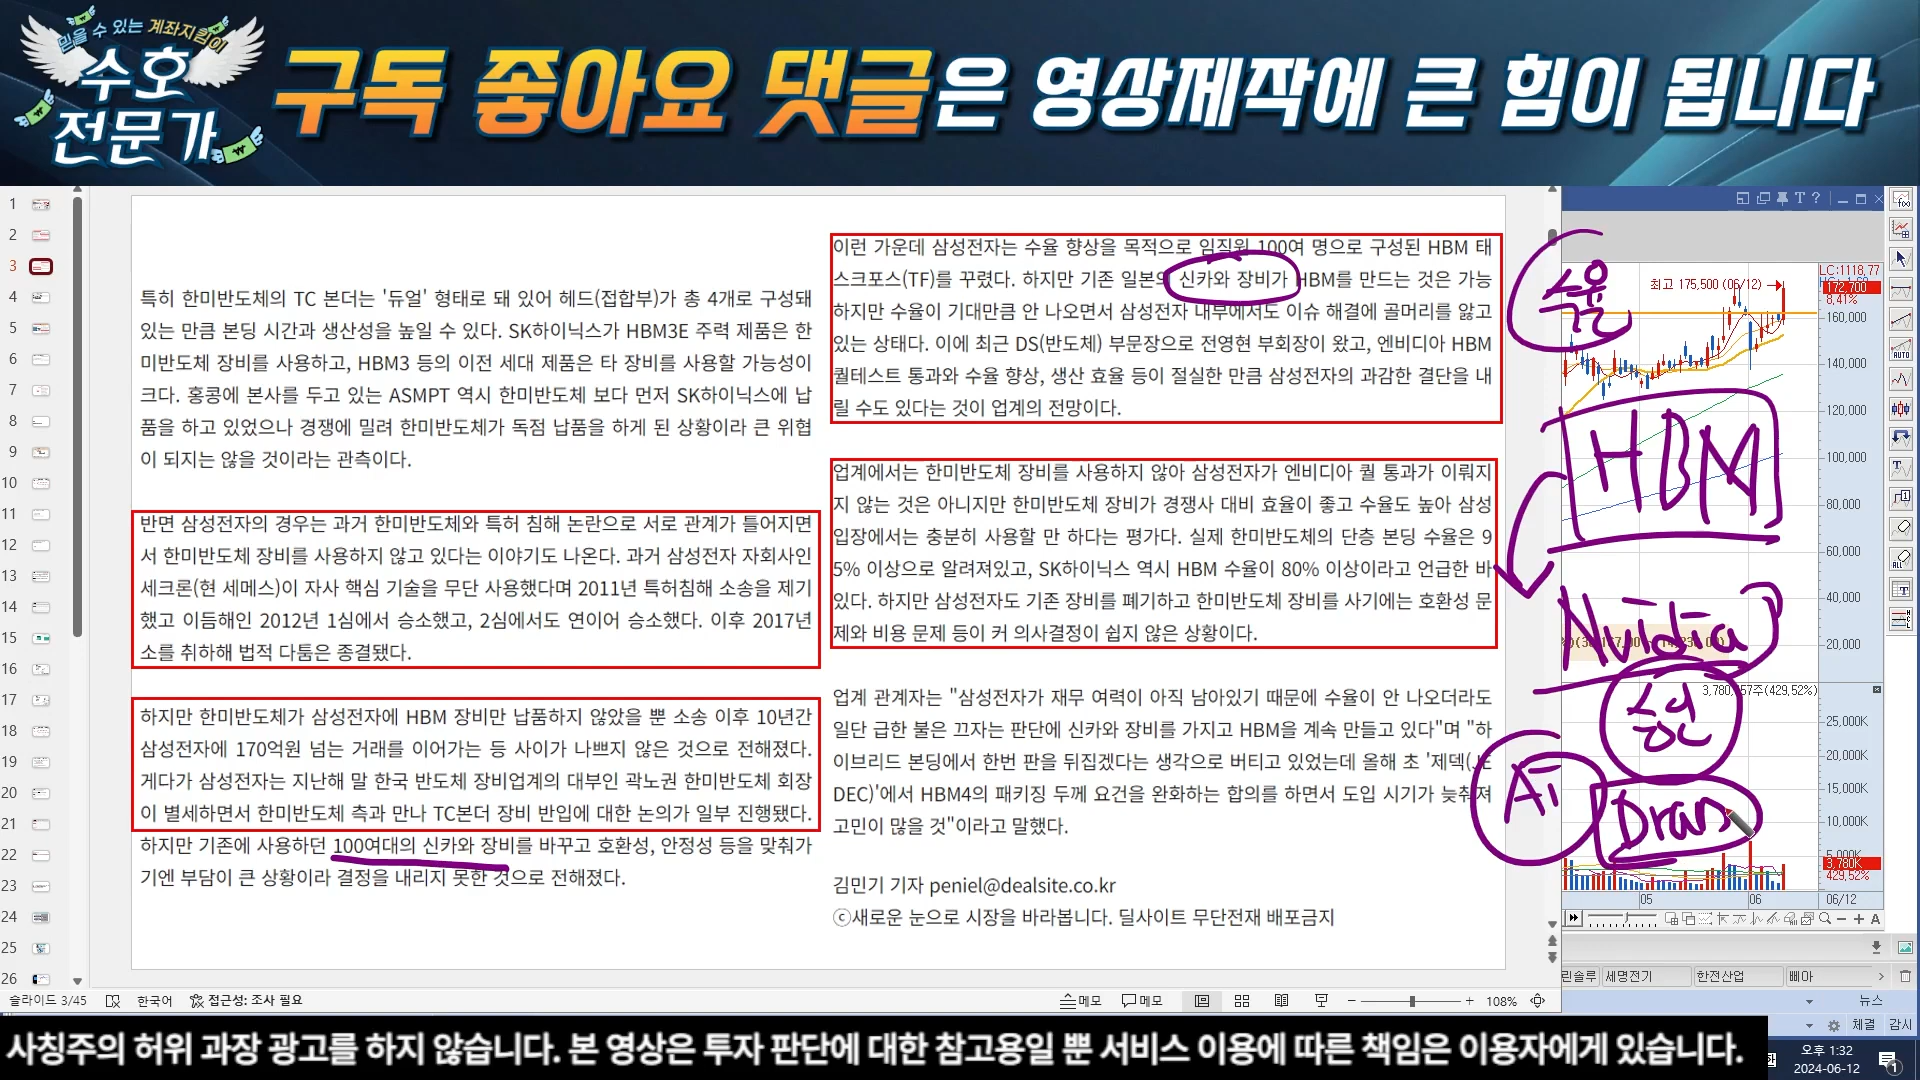 믿을 수 있는 계좌지킴이
수호
전문가
구독 좋아요 댓글은 영상제작에 큰 힘이 됩니다
1
2
3
4
5
6
7
8
9
10
11
12
13
14
15
16
17
18
19
20
21
22
23
24
25
26
특히 한미반도체의 TC 본더는 '듀얼' 형태로 돼 있어 헤드(접합부)가 총 4개로 구성돼
있는 만큼 본딩 시간과 생산성을 높일 수 있다. SK하이닉스가 HBM3E 주력 제품은 한
미반도체 장비를 사용하고, HBM3 등의 이전 세대 제품은 타 장비를 사용할 가능성이
크다. 홍콩에 본사를 두고 있는 ASMPT 역시 한미반도체 보다 먼저 SK하이닉스에 납
품을 하고 있었으나 경쟁에 밀려 한미반도체가 독점 납품을 하게 된 상황이라 큰 위협
이 되지는 않을 것이라는 관측이다.
반면 삼성전자의 경우는 과거 한미반도체와 특허 침해 논란으로 서로 관계가 틀어지면
서 한미반도체 장비를 사용하지 않고 있다는 이야기도 나온다. 과거 삼성전자 자회사인
세크론(현 세메스)이 자사 핵심 기술을 무단 사용했다며 2011년 특허침해 소송을 제기
했고 이듬해인 2012년 1심에서 승소했고, 2심에서도 연이어 승소했다. 이후 2017년
소를 취하해 법적 다툼은 종결됐다.
하지만 한미반도체가 삼성전자에 HBM 장비만 납품하지 않았을 뿐 소송 이후 10년간
삼성전자에 170억원 넘는 거래를 이어가는 등 사이가 나쁘지 않은 것으로 전해졌다.
게다가 삼성전자는 지난해 말 한국 반도체 장비업계의 대부인 곽노권 한미반도체 회장
이 별세하면서 한미반도체 측과 만나 TC본더 장비 반입에 대한 논의가 일부 진행됐다.
하지만 기존에 사용하던 100여대의 신카와 장비를 바꾸고 호환성, 안정성 등을 맞춰가
기엔 부담이 큰 상황이라 결정을 내리지 못한 것으로 전해졌다.
이런 가운데 삼성전자는 수율 향상을 목적으로 임직원 100여 명으로 구성된 HBM 태
스크포스(TF)를 꾸렸다. 하지만 기존 일본의 신카와 장비가 HBM를 만드는 것은 가능
하지만 수율이 기대만큼 안 나오면서 삼성전자 내부에서도 이슈 해결에 골머리를 앓고
있는 상태다. 이에 최근 DS(반도체) 부문장으로 전영현 부회장이 왔고, 엔비디아 HBM
퀄테스트 통과와 수율 향상, 생산 효율 등이 절실한 만큼 삼성전자의 과감한 결단을 내
릴 수도 있다는 것이 업계의 전망이다.
업계에서는 한미반도체 장비를 사용하지 않아 삼성전자가 엔비디아 퀄 통과가 이뤄지
지 않는 것은 아니지만 한미반도체 장비가 경쟁사 대비 효율이 좋고 수율도 높아 삼성
입장에서는 충분히 사용할 만 하다는 평가다. 실제 한미반도체의 단층 본딩 수율은 9
5% 이상으로 알려져있고, SK하이닉스 역시 HBM 수율이 80% 이상이라고 언급한 바
있다. 하지만 삼성전자도 기존 장비를 폐기하고 한미반도체 장비를 사기에는 호환성 문
제와 비용 문제 등이 커 의사결정이 쉽지 않은 상황이다.
업계 관계자는 "삼성전자가 재무 여력이 아직 남아있기 때문에 수율이 안 나오더라도
일단 급한 불은 끄자는 판단에 신카와 장비를 가지고 HBM을 계속 만들고 있다"며 "하
이브리드 본딩에서 한번 판을 뒤집겠다는 생각으로 버티고 있었는데 올해 초 '제덱(JE
DEC)'에서 HBM4의 패키징 두께 요건을 완화하는 합의를 하면서 도입 시기가 늦춰져
고민이 많을 것"이라고 말했다.
김민기 기자 peniel@dealsite.co.kr
ⓒ새로운 눈으로 시장을 바라봅니다. 딜사이트 무단전재 배포금지
수율
HBM
Nvidia
AI
Dram
최고 175,500 (06/12)
LC:1118,77
172,700
8,41%
160,000
140,000
120,000
100,000
80,000
60,000
40,000
20,000
25,000K
20,000K
15,000K
10,000K
5,000K
3,780K
429,52%
05
06
06/12
린솔루
세명전기
한전산업
삐아
뉴스
체결
감시
슬라이드 3/45
한국어
접근성: 조사 필요
메모
메모
108%
사칭주의 허위 과장 광고를 하지 않습니다. 본 영상은 투자 판단에 대한 참고용일 뿐 서비스 이용에 따른 책임은 이용자에게 있습니다.
오후 1:32
2024-06-12
1